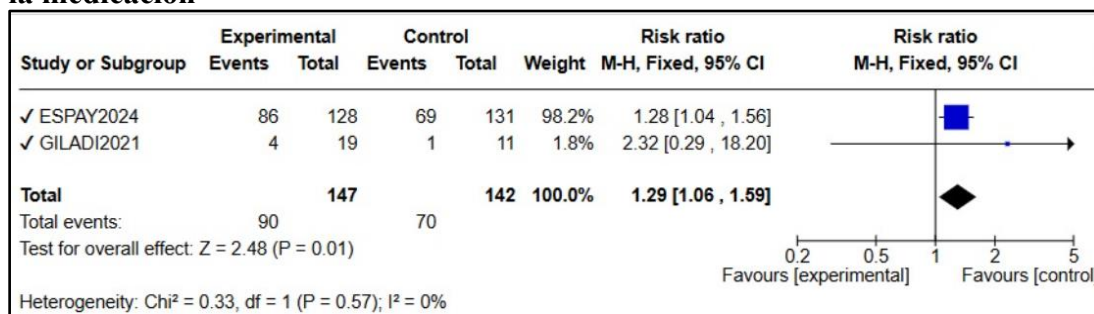 la medicación
Experimental Control Risk ratio Risk ratio
Study or Subgroup Events Total Events Total Weight M-H, Fixed, 95% CI M-H, Fixed, 95% CI
✓ ESPAY2024 86 128 69 131 98.2% 1.28 [1.04 , 1.56]
✓ GILADI2021 4 19 1 11 1.8% 2.32 [0.29 , 18.20]
Total 147 142 100.0% 1.29 [1.06 , 1.59]
Total events: 90 70
Test for overall effect: Z = 2.48 (P = 0.01)
0.2 0.5 1 2 5
Favours [experimental] Favours [control
Heterogeneity: Chi² = 0.33, df = 1 (P = 0.57); I² = 0%